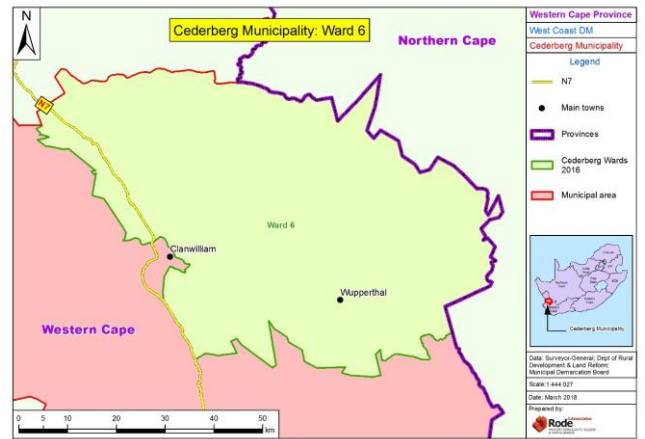 Cederberg Municipality: Ward 6
N
Northern Cape
N7
Ward 6
Clanwilliam
Wupperthal
Western Cape
0 5 10 20 30 40 50
km
Western Cape Province
West Coast DM
Cederberg Municipality
Legend
N7
Main towns
Provinces
Cederberg Wards
2016
Municipal area
Cederberg Municipality
Data: Surveyor-General; Dept of Rural
Development & Land Reform;
Municipal Demarcation Board
Scale:1:444 027
Date: March 2018
Prepared by:
Rode